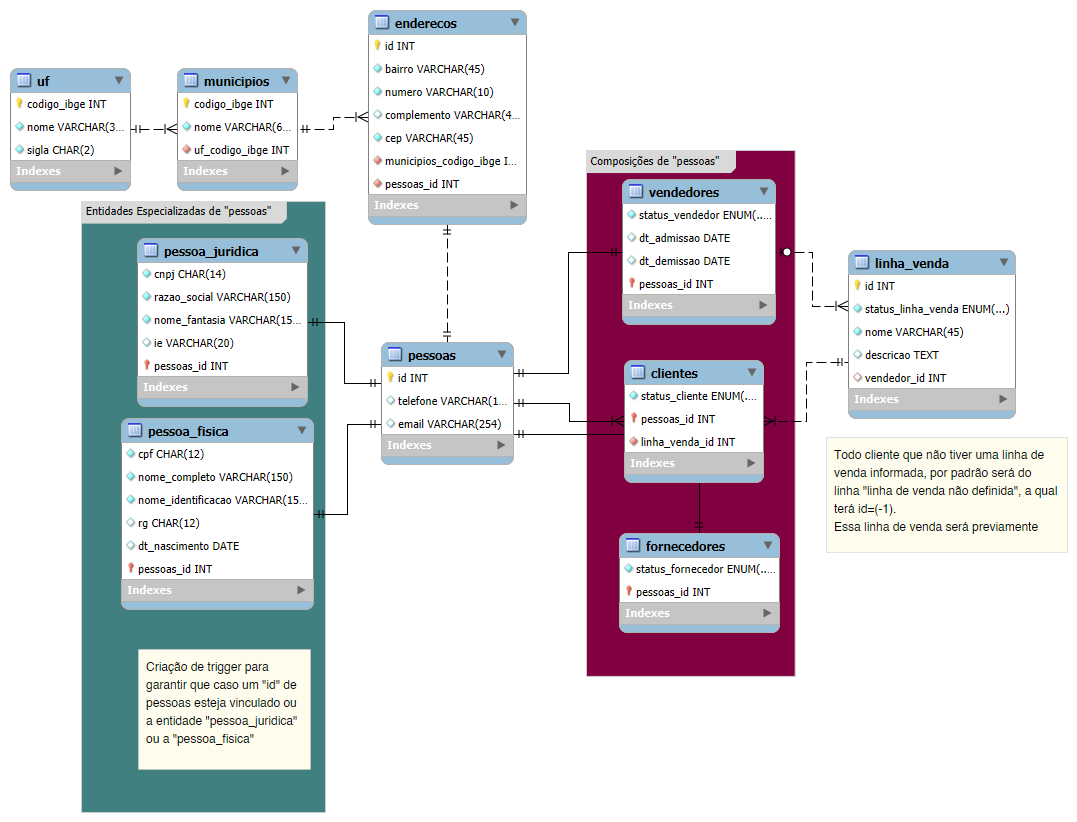 enderecos
id INT
bairro VARCHAR(45)
numero VARCHAR(10)
complemento VARCHAR(4...
cep VARCHAR(45)
municipios_codigo_ibge I...
pessoas_id INT
Indexes
uf
codigo_ibge INT
nome VARCHAR(3...
sigla CHAR(2)
Indexes
municipios
codigo_ibge INT
nome VARCHAR(6...
uf_codigo_ibge INT
Indexes
Entidades Especializadas de "pessoas"
pessoa_juridica
cnpj CHAR(14)
razao_social VARCHAR(150)
nome_fantasia VARCHAR(15...
ie VARCHAR(20)
pessoas_id INT
Indexes
pessoa_fisica
cpf CHAR(12)
nome_completo VARCHAR(150)
nome_identificacao VARCHAR(15...
rg CHAR(12)
dt_nascimento DATE
pessoas_id INT
Indexes
Criação de trigger para
garantir que caso um "id" de
pessoas esteja vinculado ou
a entidade "pessoa_juridica"
ou a "pessoa_fisica"
pessoas
id INT
telefone VARCHAR(1...
email VARCHAR(254)
Indexes
Composições de "pessoas"
vendedores
status_vendedor ENUM(...
dt_admissao DATE
dt_demissao DATE
pessoas_id INT
Indexes
clientes
status_cliente ENUM(...
pessoas_id INT
linha_venda_id INT
Indexes
fornecedores
status_fornecedor ENUM(...
pessoas_id INT
Indexes
linha_venda
id INT
status_linha_venda ENUM(...)
nome VARCHAR(45)
descricao TEXT
vendedor_id INT
Indexes
Todo cliente que não tiver uma linha de
venda informada, por padrão será do
linha "linha de venda não definida", a qual
terá id=(-1).
Essa linha de venda será previamente